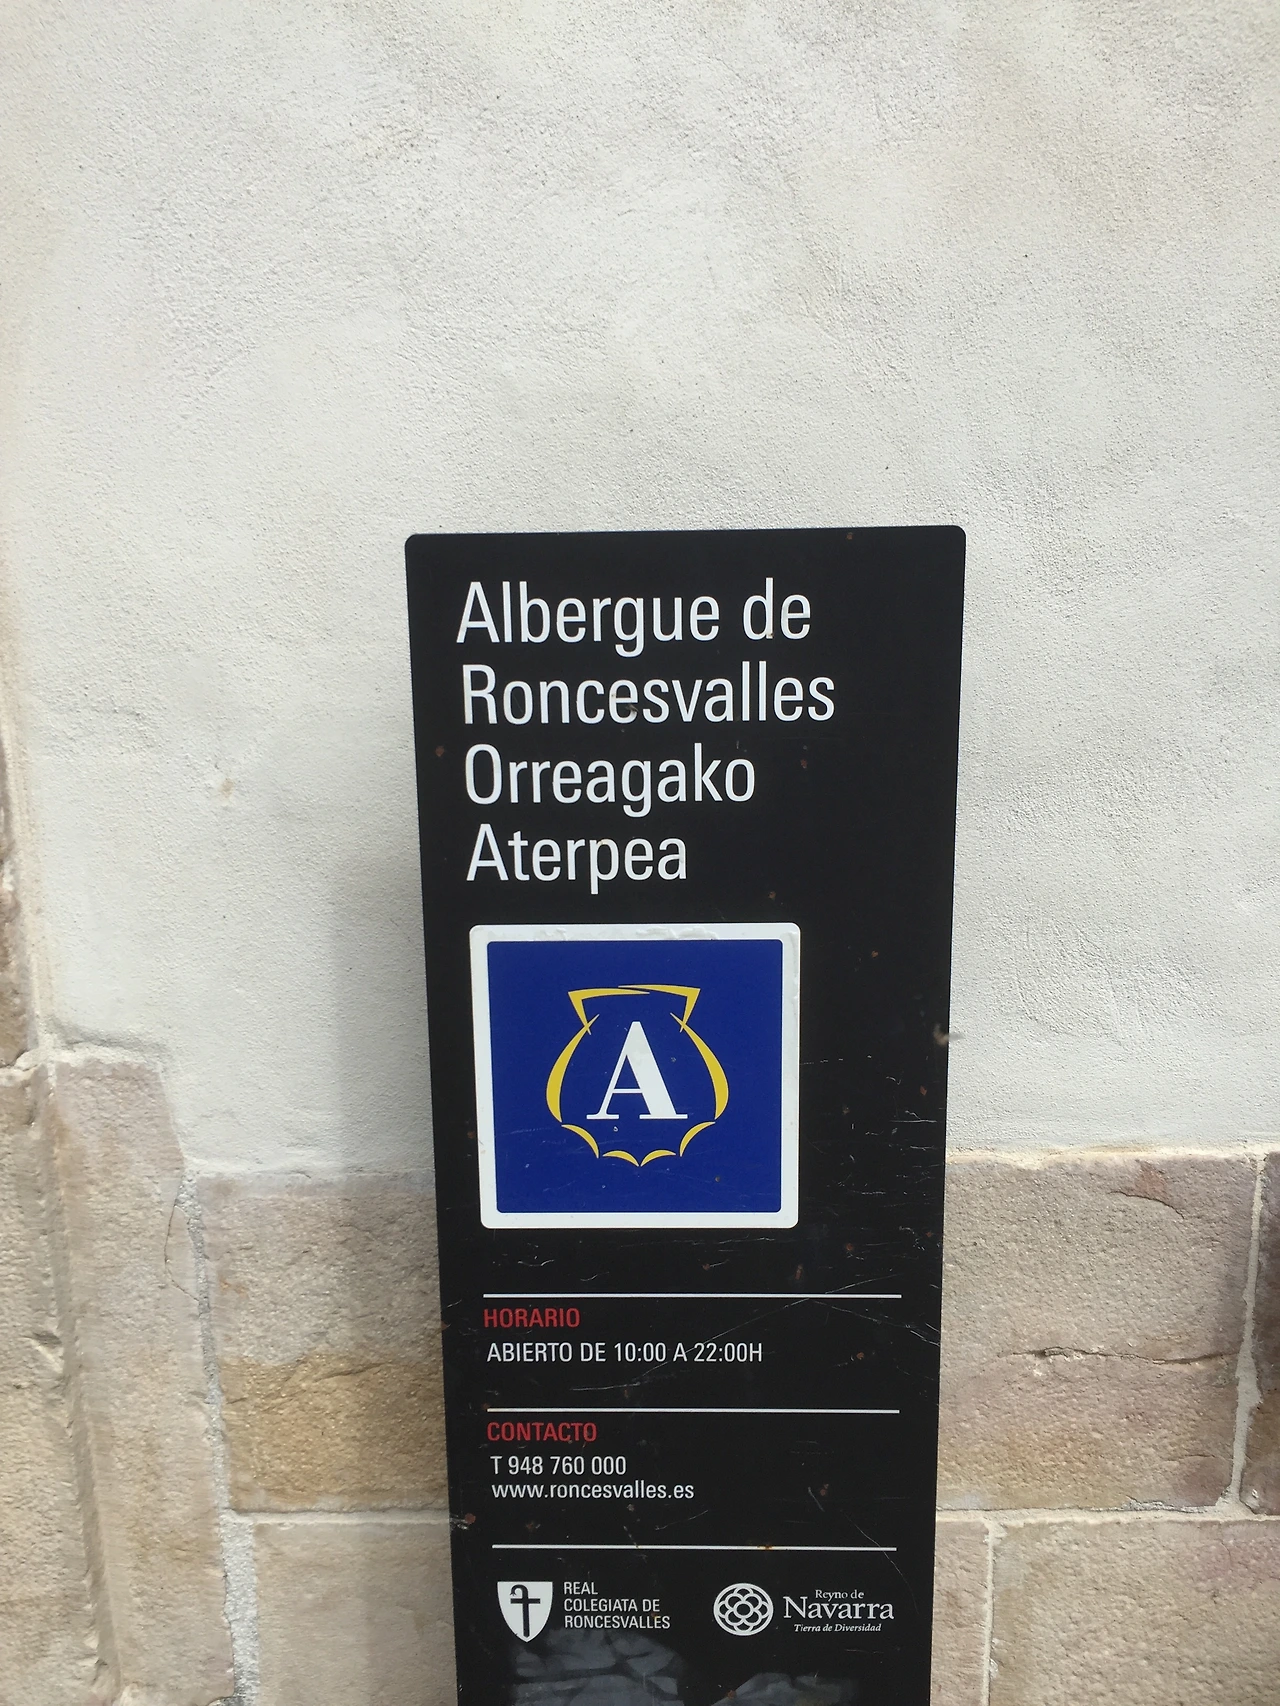 Albergue de
Roncesvalles
Orreagako
Aterpea
A
HORARIO
ABIERTO DE 10:00 A 22:00H
CONTACTO
T 948 760 000
www.roncesvalles.es
REAL
COLEGIATA DE
RONCESVALLES
Reyno de
Navarra
Tierra de Diversidad